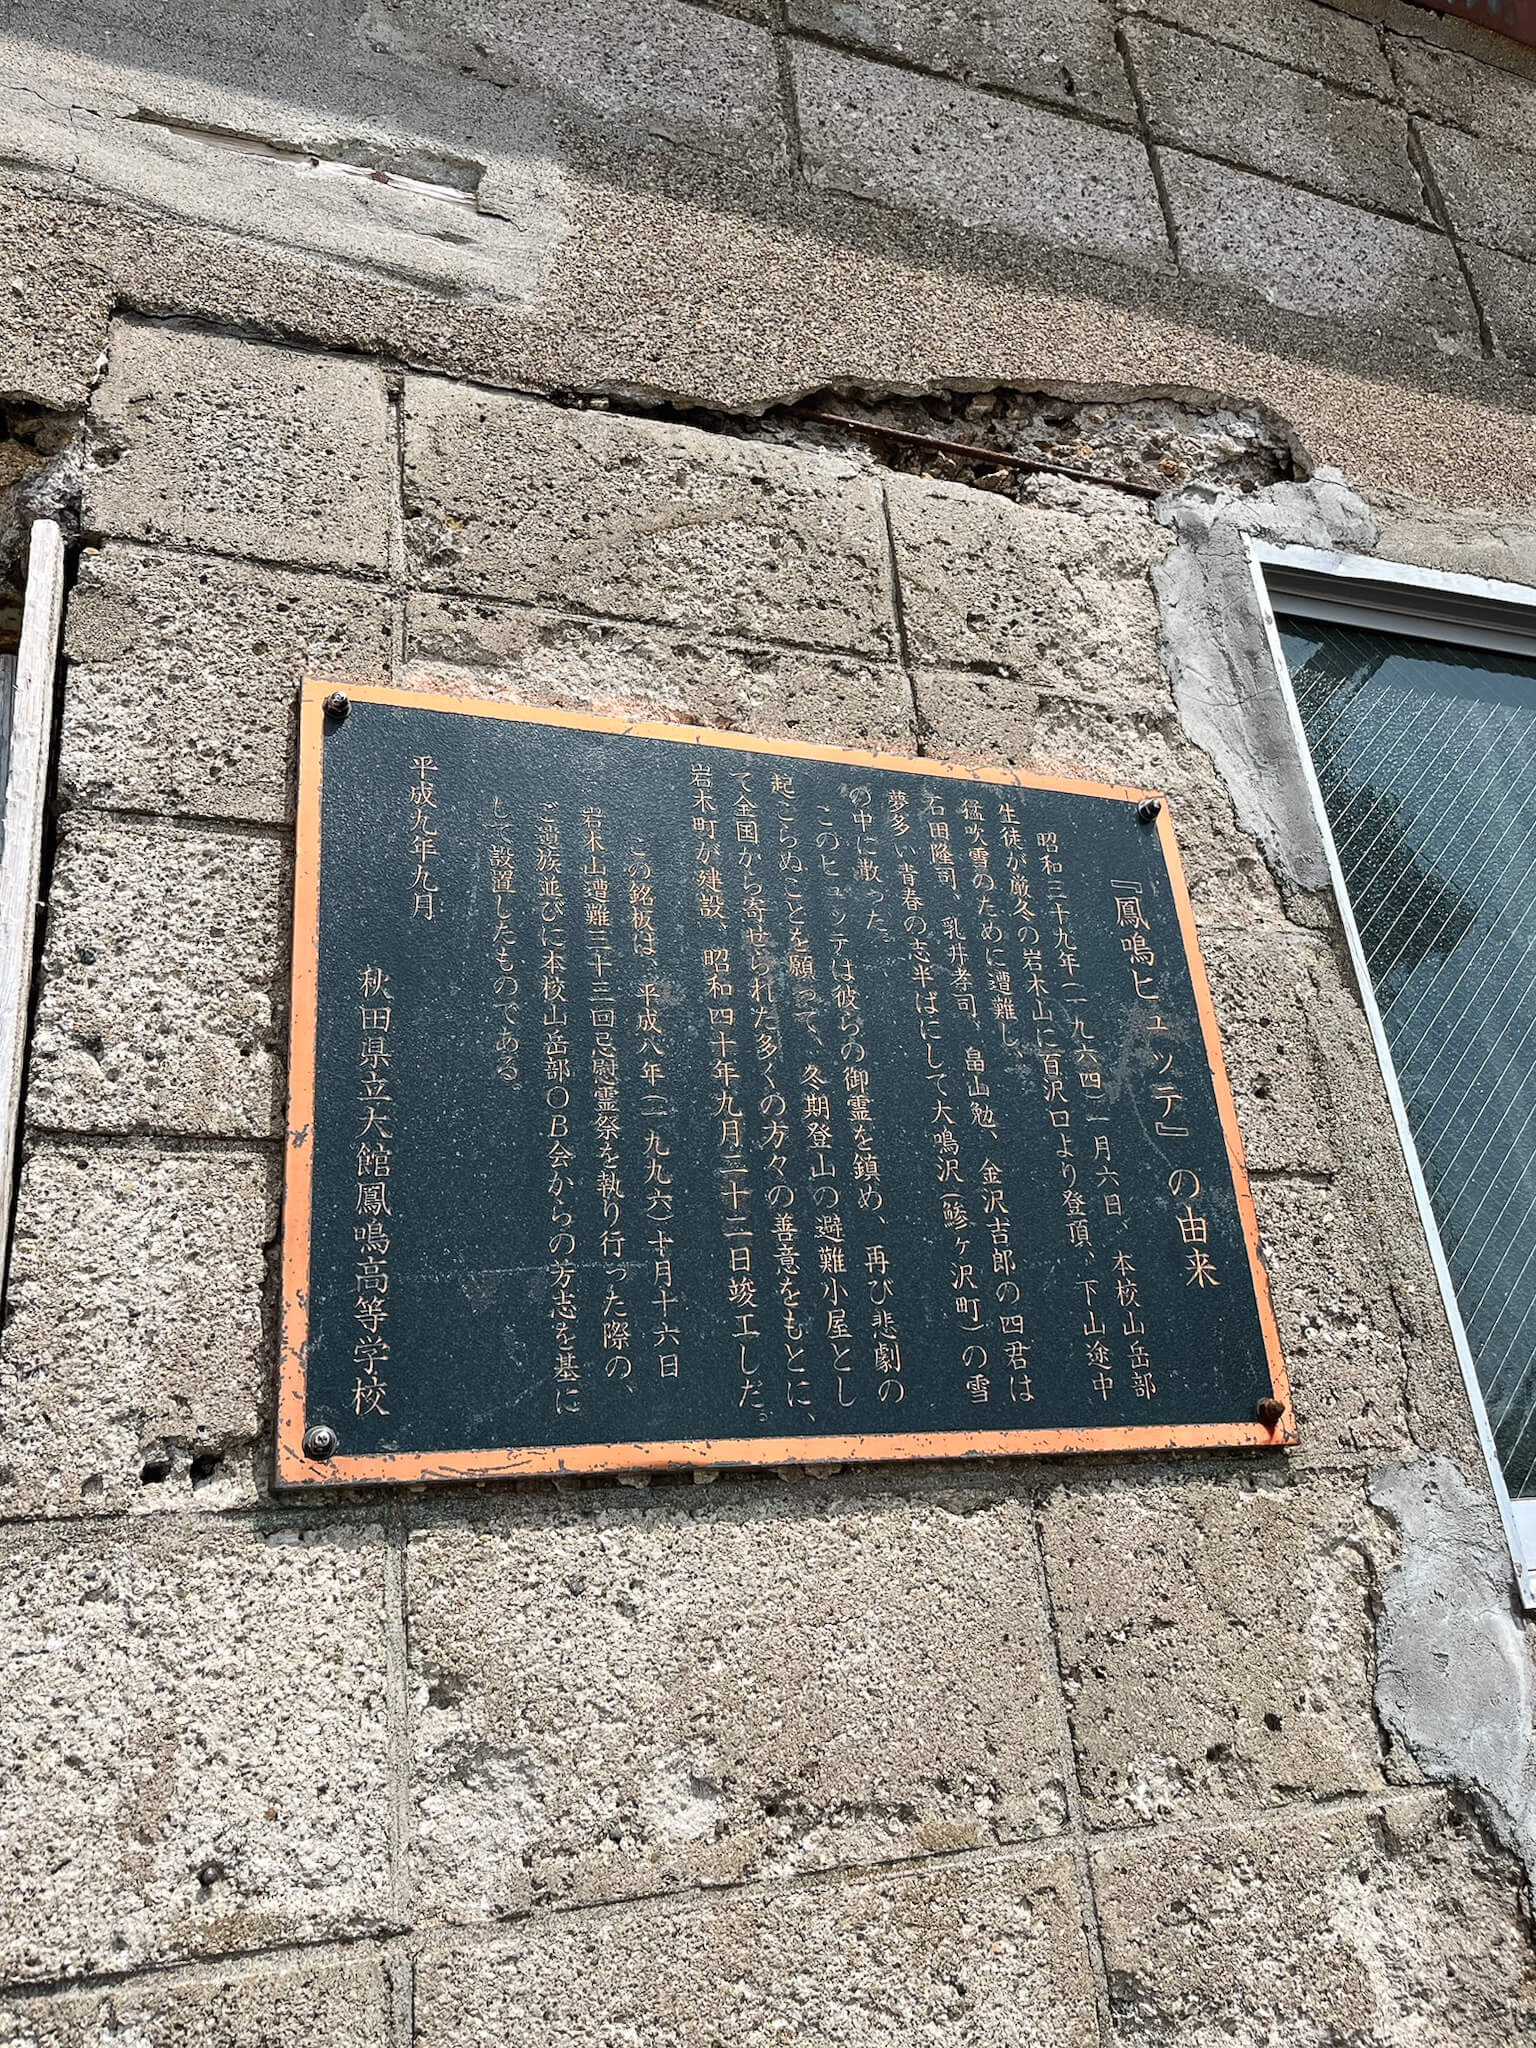 『鳳鳴ヒュッテ』の由来
昭和三十九年(一九六四)一月六日、本校山岳部
生徒が厳冬の岩木山に百沢口より登頂、下山途中
猛吹雪のために遭難し、
石田隆司、乳井孝司、畠山勉、金沢吉郎の四君は
夢多い青春の志半ばにして大鳴沢(鯵ヶ沢町)の雪
の中に散った。
このヒュッテは彼らの御霊を鎮め、再び悲劇の
起こらぬことを願って、冬期登山の避難小屋とし
て全国から寄せられた多くの方々の善意をもとに、
岩木町が建設、昭和四十年九月二十二日竣工した。
この銘板は、平成八年(一九九六)十月十六日
岩木山遭難三十三回忌慰霊祭を執り行った際の、
ご遺族並びに本校山岳部OB会からの芳志を基に
して設置したものである。
平成九年九月
秋田県立大館鳳鳴高等学校